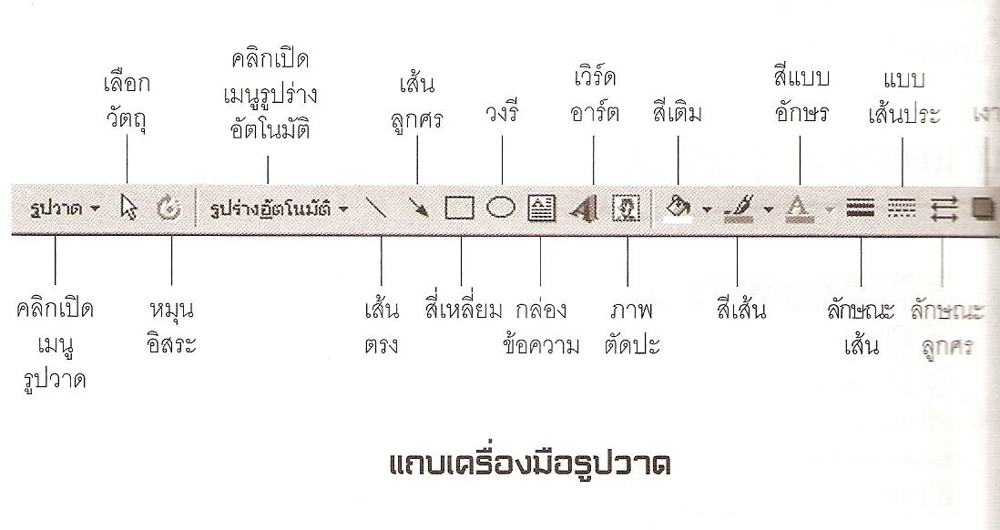 เลือก
วัตถุ
คลิกเปิด
เมนูรูปร่าง
อัตโนมัติ
เส้น
ลูกศร
วงรี
เวิร์ด
อาร์ต
สีเติม
สีแบบ
อักษร
แบบ
เส้นประ
เงา
รูปวาด
รูปร่างอัตโนมัติ
A
คลิกเปิด
เมนู
รูปวาด
หมุน
อิสระ
เส้น
ตรง
สี่เหลี่ยม
กล่อง
ข้อความ
ภาพ
ตัดปะ
สีเส้น
ลักษณะ
เส้น
ลักษณะ
ลูกศร
แถบเครื่องมือรูปวาด